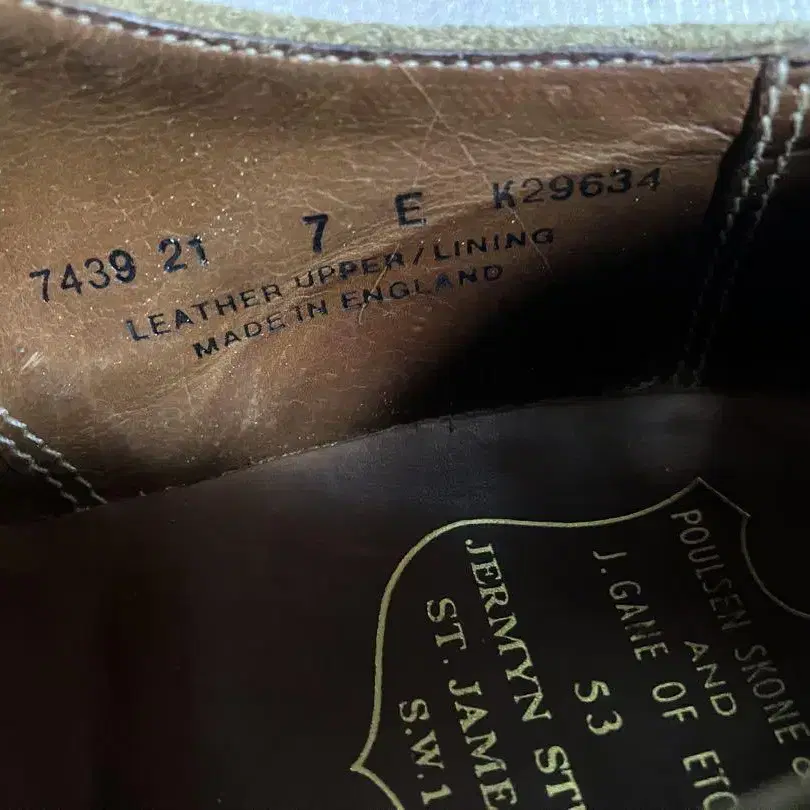 7439 21 7 E K29634
LEATHER UPPER/LINING
MADE IN ENGLAND
POULSEN SKONE &
AND
J. GANE OF ETO
53
JERMYN ST
ST. JAME
S.W.1